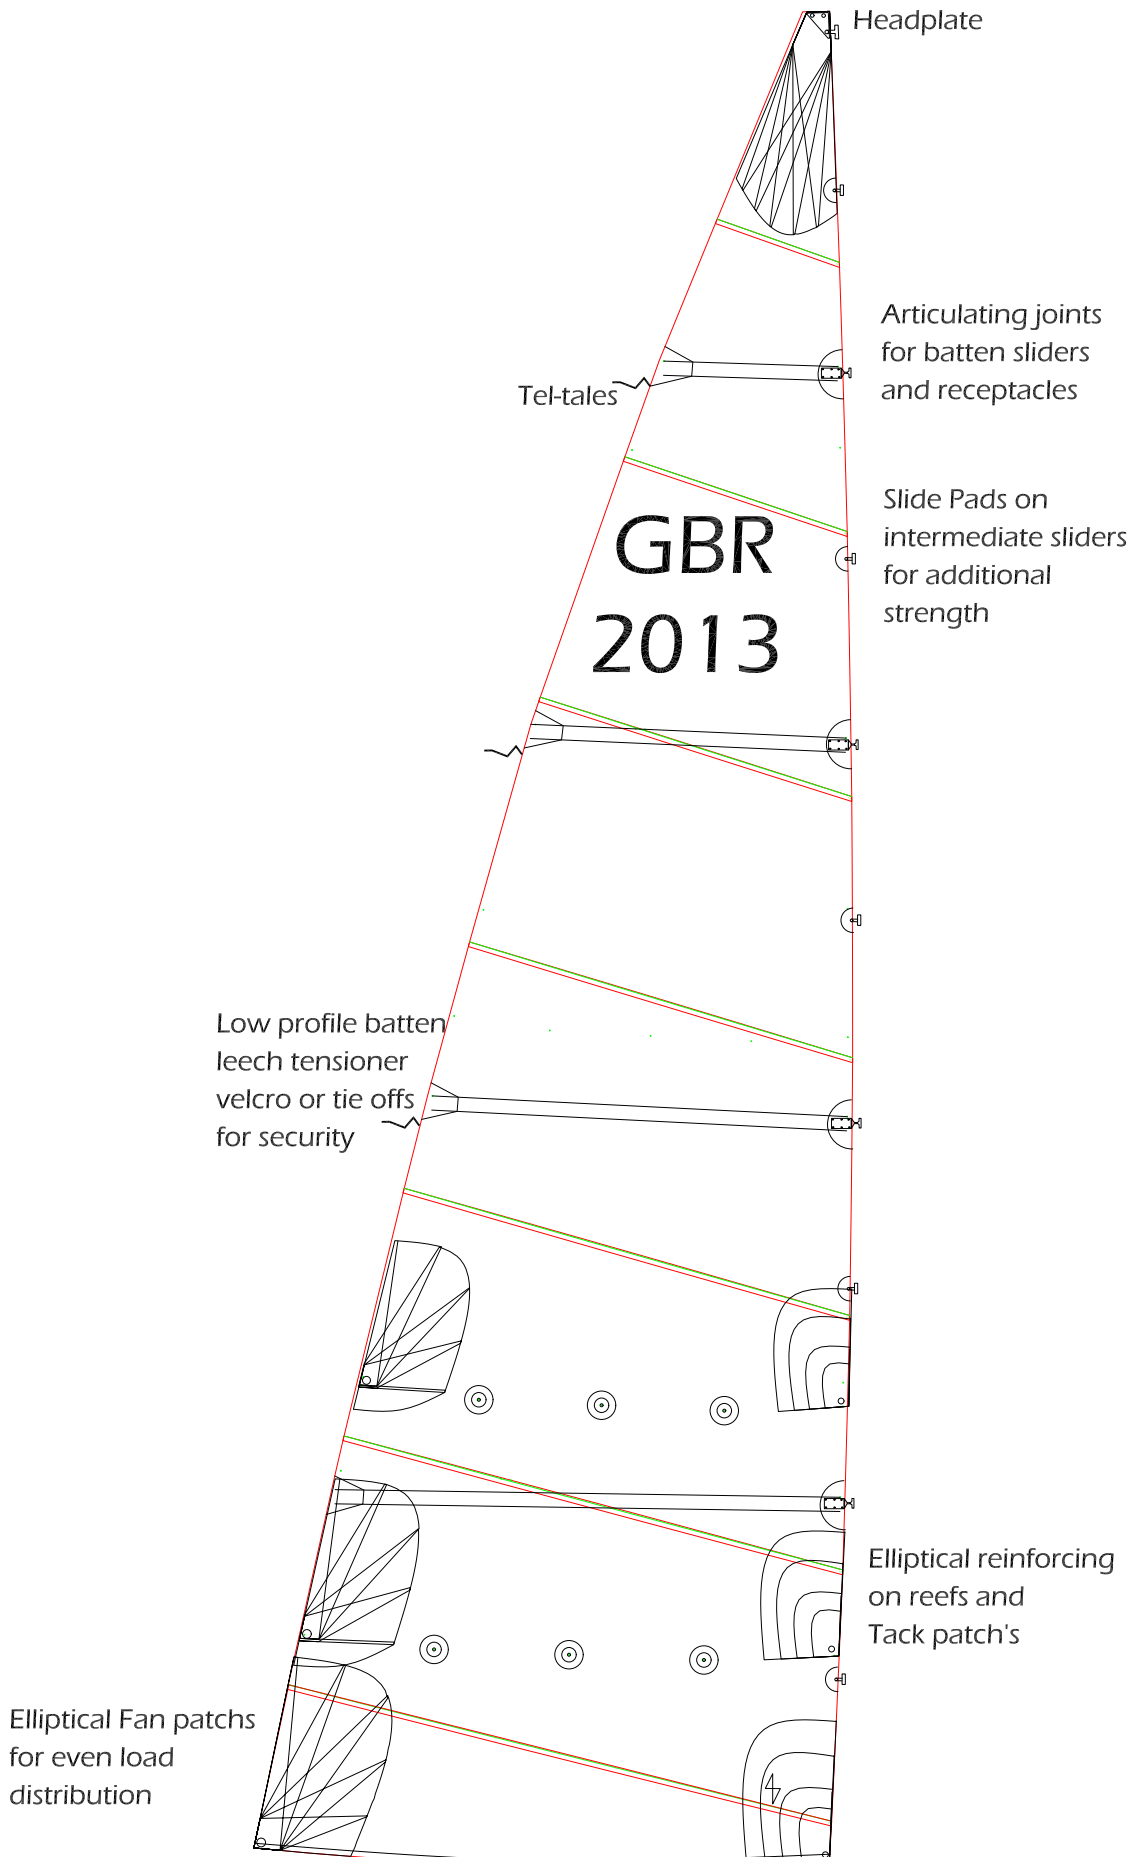 Headplate
Articulating joints
for batten sliders
and receptacles
Tel-tales
Slide Pads on
intermediate sliders
for additional
strength
GBR
2013
Low profile batten
leech tensioner
velcro or tie offs
for security
Elliptical reinforcing
on reefs and
Tack patch's
Elliptical Fan patchs
for even load
distribution